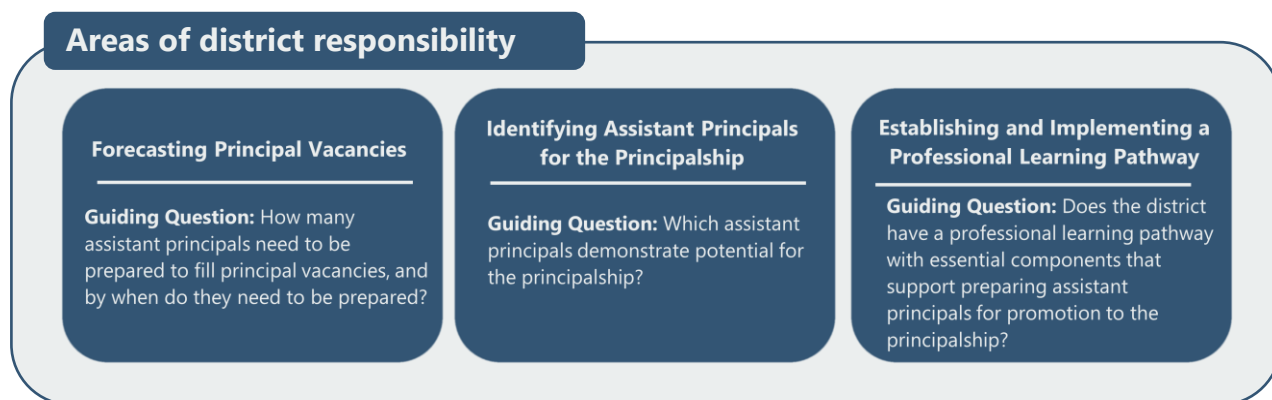 Areas of district responsibility
Forecasting Principal Vacancies
Guiding Question: How many
assistant principals need to be
prepared to fill principal vacancies, and
by when do they need to be prepared?
Identifying Assistant Principals
for the Principalship
Guiding Question: Which assistant
principals demonstrate potential for
the principalship?
Establishing and Implementing a
Professional Learning Pathway
Guiding Question: Does the district
have a professional learning pathway
with essential components that
support preparing assistant
principals for promotion to the
principalship?